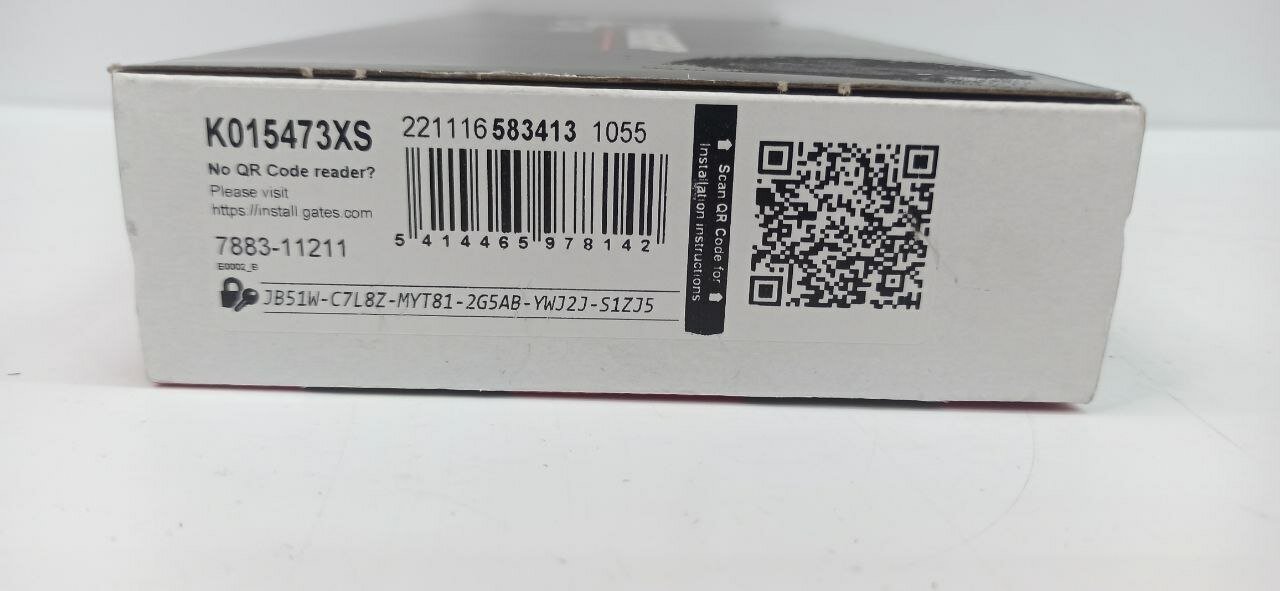 K015473XS
No QR Code reader?
Please visit
https://install gates.com
7883-11211
E0002_B
221116 583413 1055
5 414465 978142
JB51W-C7L8Z-MYT81-2G5AB-YWJ2J-S1ZJ5
Scan QR Code for
Installation instructions